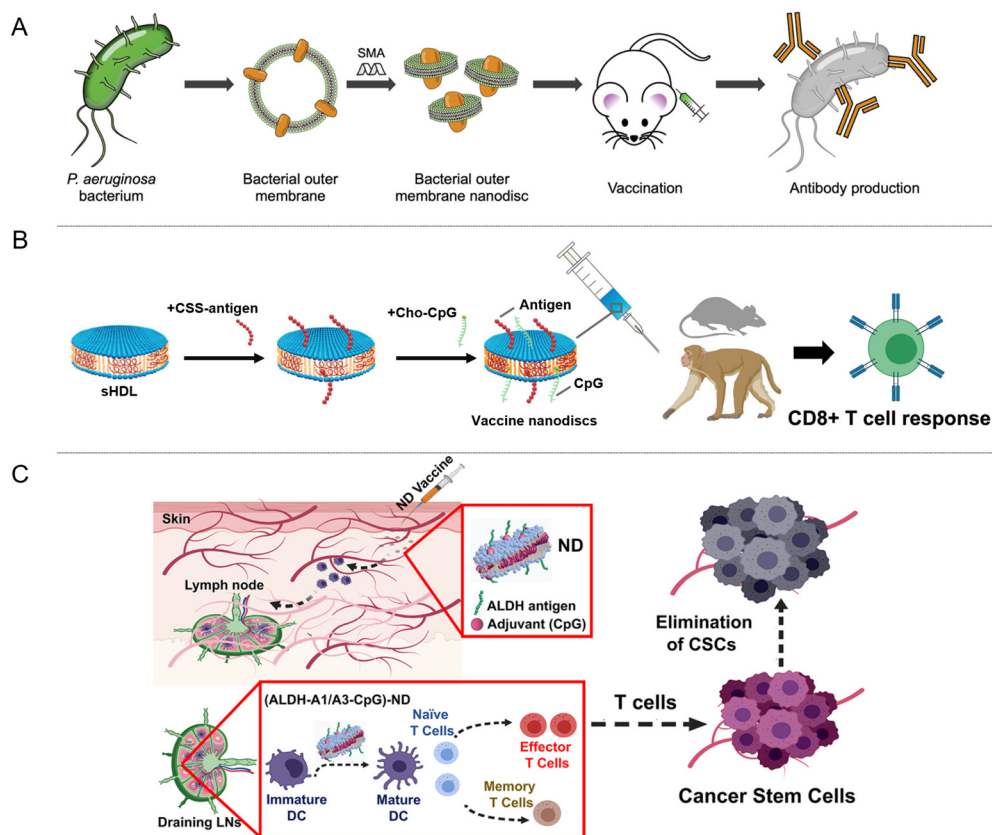 A
SMA
P. aeruginosa
bacterium
Bacterial outer
membrane
Bacterial outer
membrane nanodisc
Vaccination
Antibody production
B
+CSS-antigen
+Cho-CpG
Antigen
sHDL
CpG
Vaccine nanodiscs
CD8+ T cell response
C
ND Vaccine
Skin
Lymph node
ND
ALDH antigen
Adjuvant (CpG)
Elimination
of CSCs
(ALDH-A1/A3-CpG)-ND
Naïve
T Cells
Effector
T Cells
Immature
DC
Mature
DC
Memory
T Cells
Draining LNs
T cells
Cancer Stem Cells